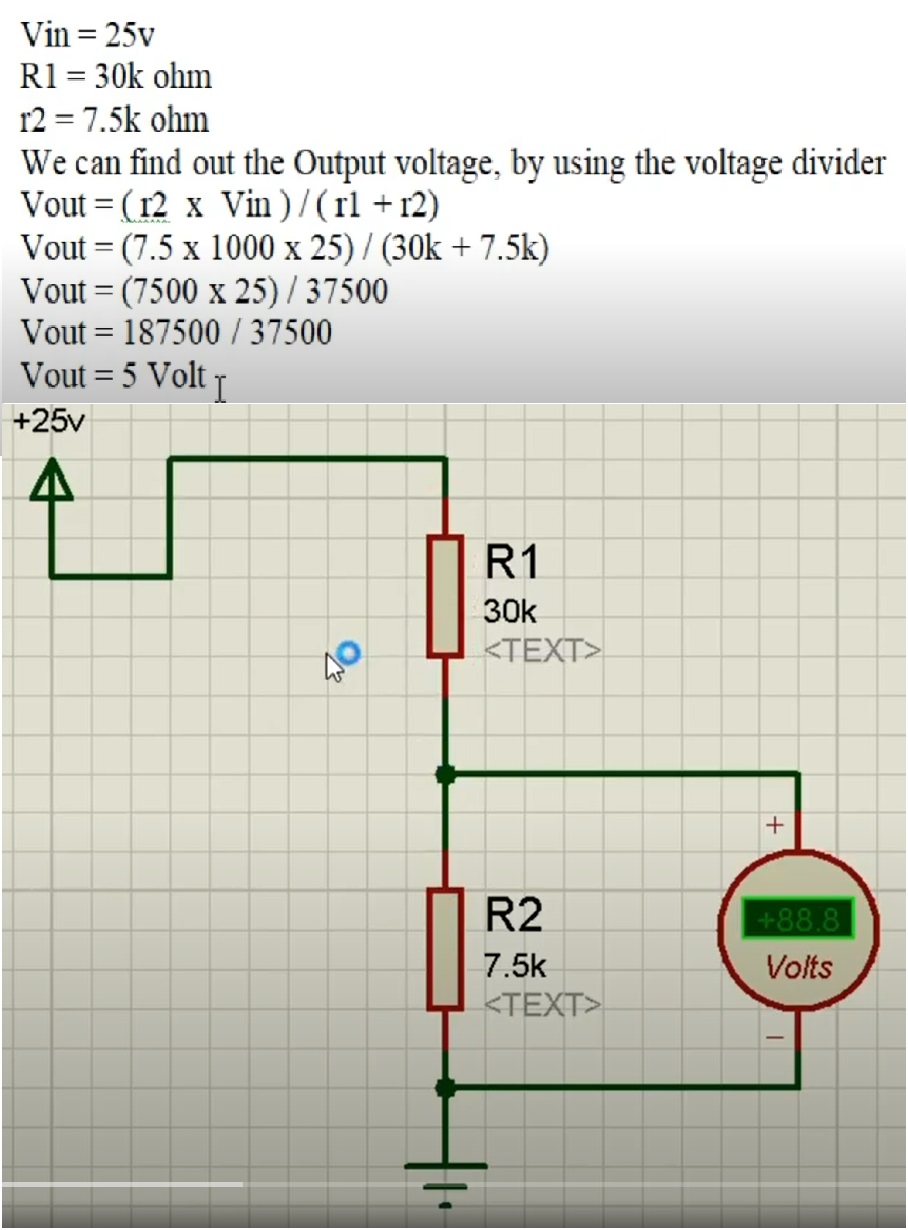 Vin = 25v
R1 = 30k ohm
r2 = 7.5k ohm
We can find out the Output voltage, by using the voltage divider
Vout = ( r2 x Vin ) / ( r1 + r2)
Vout = (7.5 x 1000 x 25) / (30k + 7.5k)
Vout = (7500 x 25) / 37500
Vout = 187500 / 37500
Vout = 5 Volt
+25v
R1
30k
<TEXT>
+
+88.8
Volts
−
R2
7.5k
<TEXT>